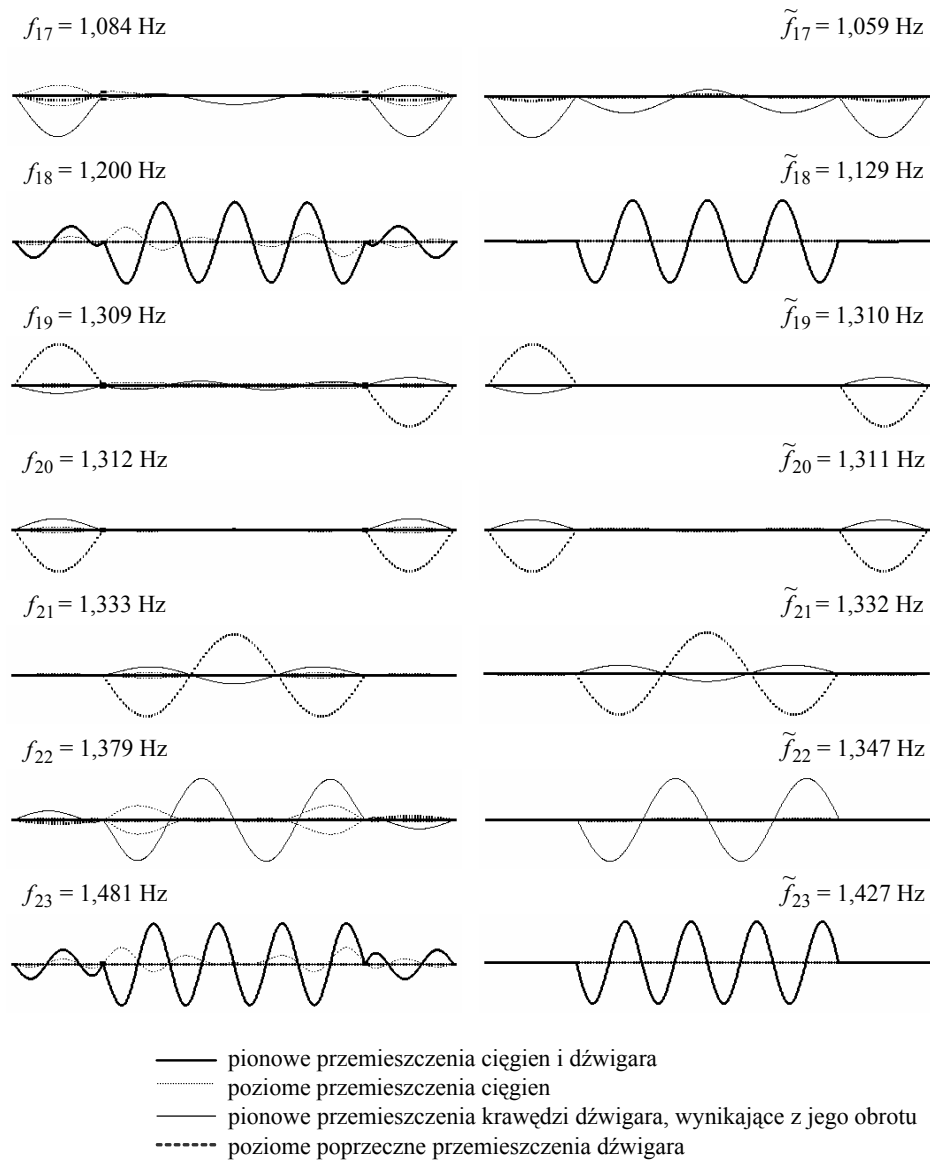 f17 = 1,084 Hz
f̃17 = 1,059 Hz
f18 = 1,200 Hz
f̃18 = 1,129 Hz
f19 = 1,309 Hz
f̃19 = 1,310 Hz
f20 = 1,312 Hz
f̃20 = 1,311 Hz
f21 = 1,333 Hz
f̃21 = 1,332 Hz
f22 = 1,379 Hz
f̃22 = 1,347 Hz
f23 = 1,481 Hz
f̃23 = 1,427 Hz
pionowe przemieszczenia cięgien i dźwigara
poziome przemieszczenia cięgien
pionowe przemieszczenia krawędzi dźwigara, wynikające z jego obrotu
poziome poprzeczne przemieszczenia dźwigara